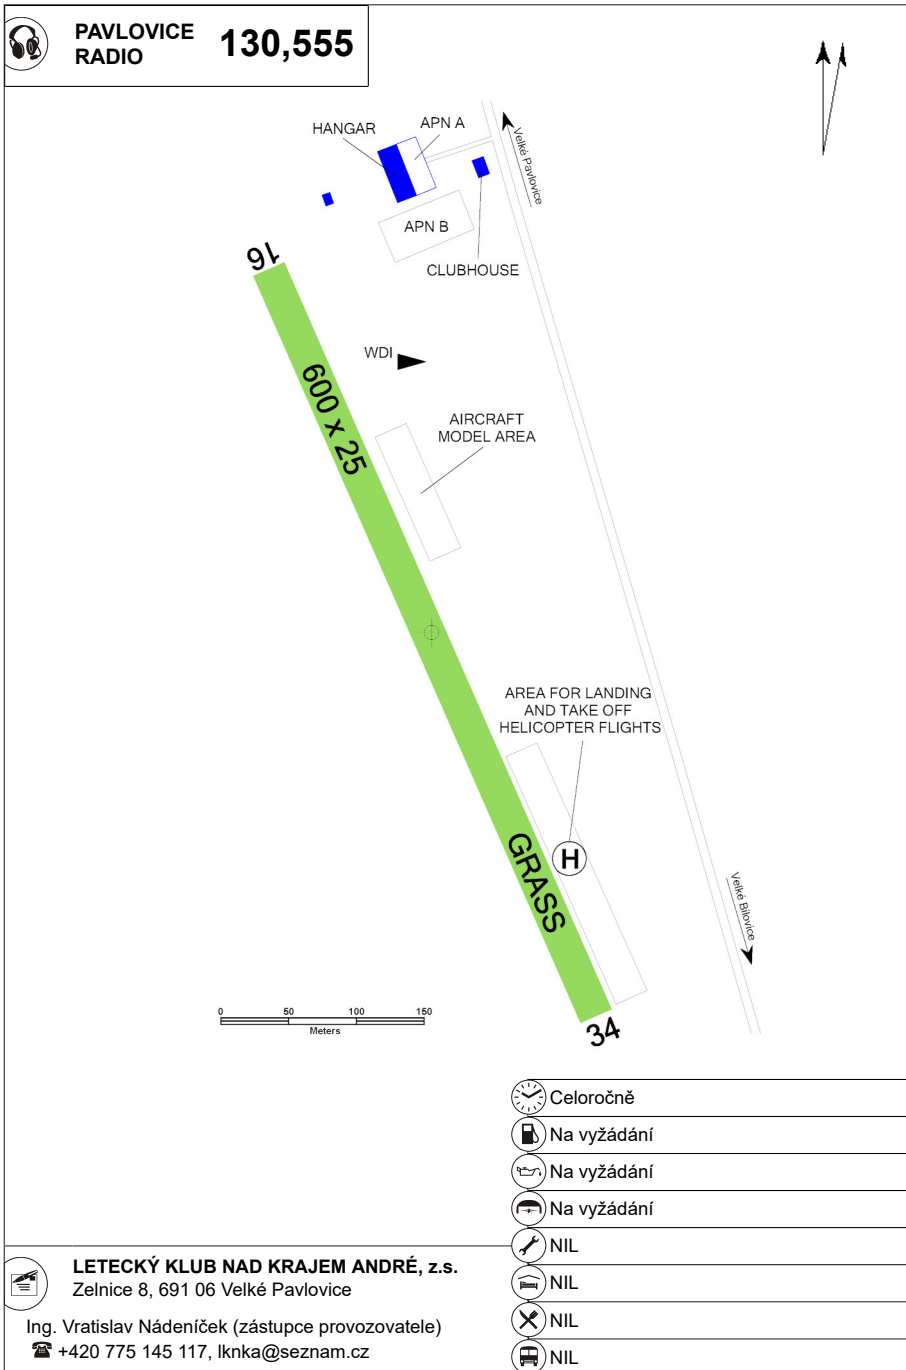 PAVLOVICE
RADIO
130,555
HANGAR
APN A
Velké Pavlovice
APN B
CLUBHOUSE
16
WDI
600 x 25
AIRCRAFT
MODEL AREA
AREA FOR LANDING
AND TAKE OFF
HELICOPTER FLIGHTS
H
GRASS
Velké Bílovice
0 50 100 150
Meters
34
Celoročně
Na vyžádání
Na vyžádání
Na vyžádání
NIL
NIL
NIL
NIL
LETECKÝ KLUB NAD KRAJEM ANDRÉ, z.s.
Zelnice 8, 691 06 Velké Pavlovice
Ing. Vratislav Nádeníček (zástupce provozovatele)
☎ +420 775 145 117, lknka@seznam.cz